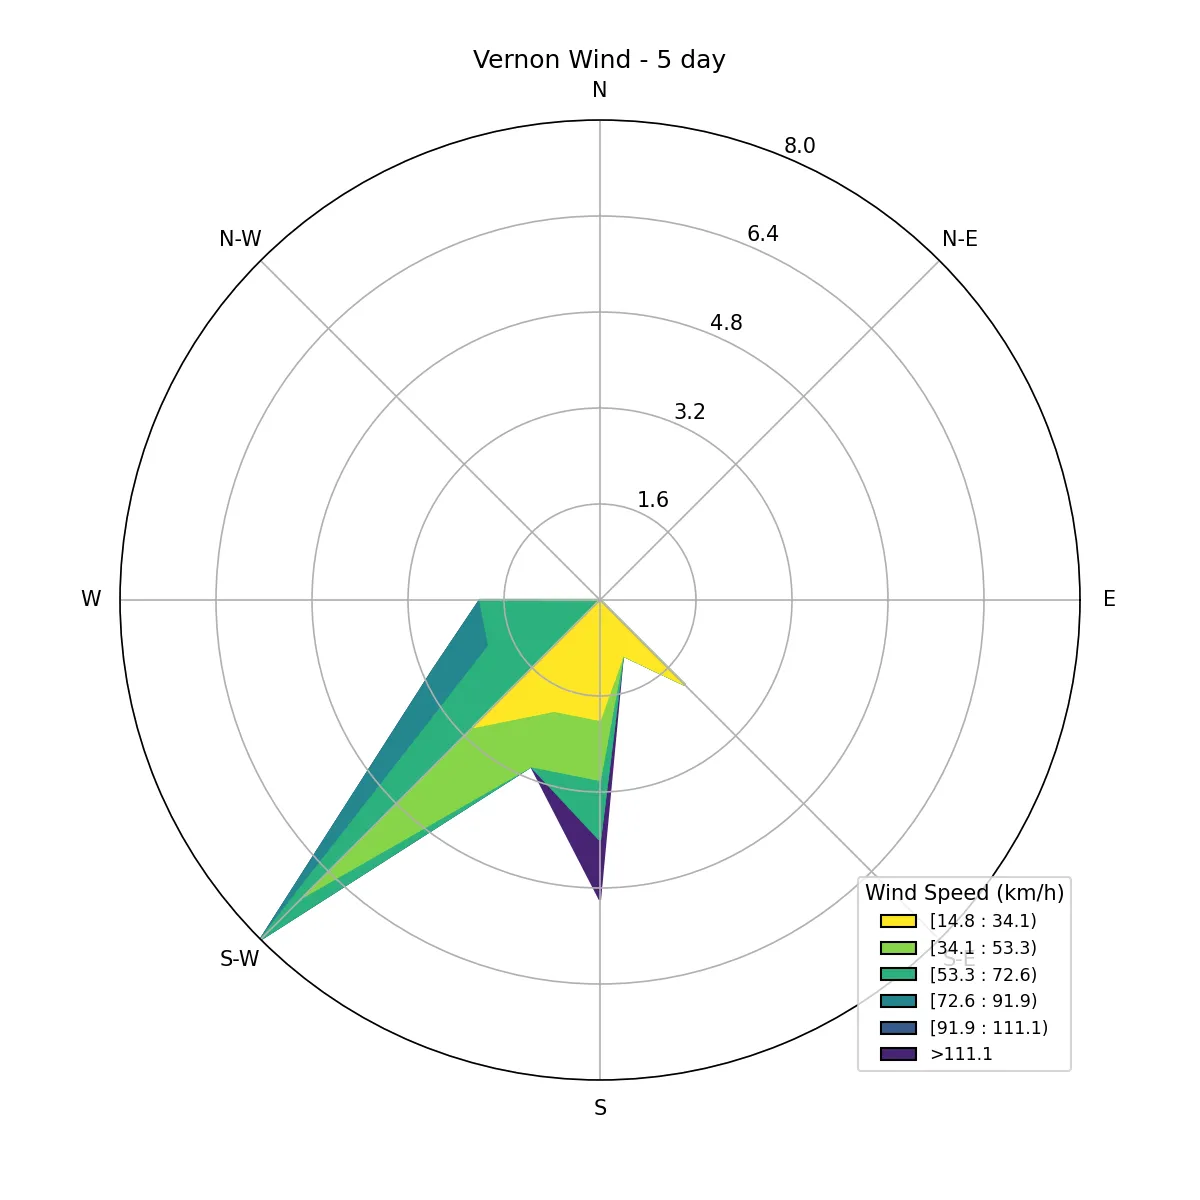 Vernon Wind - 5 day
N
8.0
N-W
6.4
N-E
4.8
3.2
1.6
W
E
S-W
S-E
Wind Speed (km/h)
[14.8 : 34.1)
[34.1 : 53.3)
[53.3 : 72.6)
[72.6 : 91.9)
[91.9 : 111.1)
>111.1
S